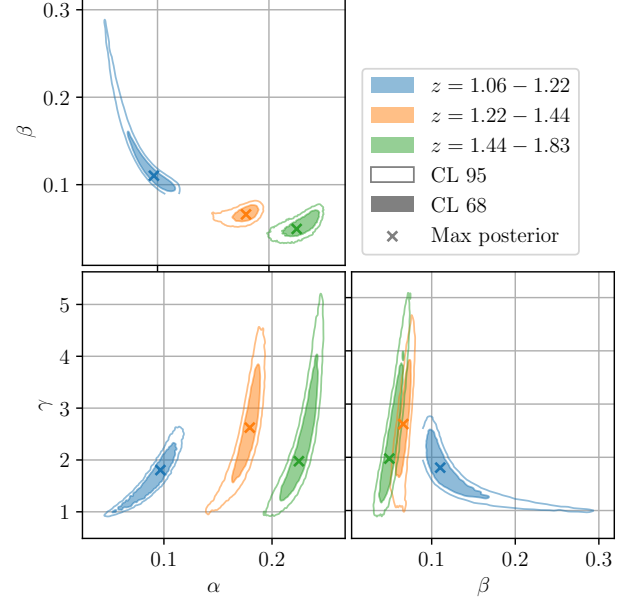 0.3
0.2
0.1
β
z = 1.06 − 1.22
z = 1.22 − 1.44
z = 1.44 − 1.83
CL 95
CL 68
Max posterior
5
4
3
2
1
γ
0.1 0.2
α
0.1 0.2 0.3
β